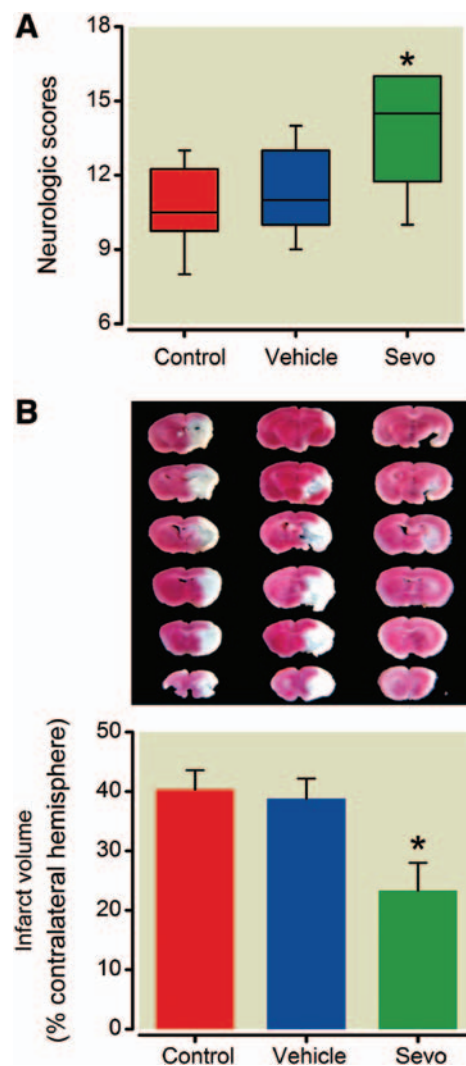 A
18
15
12
9
6
Neurologic scores
*
Control Vehicle Sevo
B
50
40
30
20
10
0
Infarct volume
(% contralateral hemisphere)
*
Control Vehicle Sevo